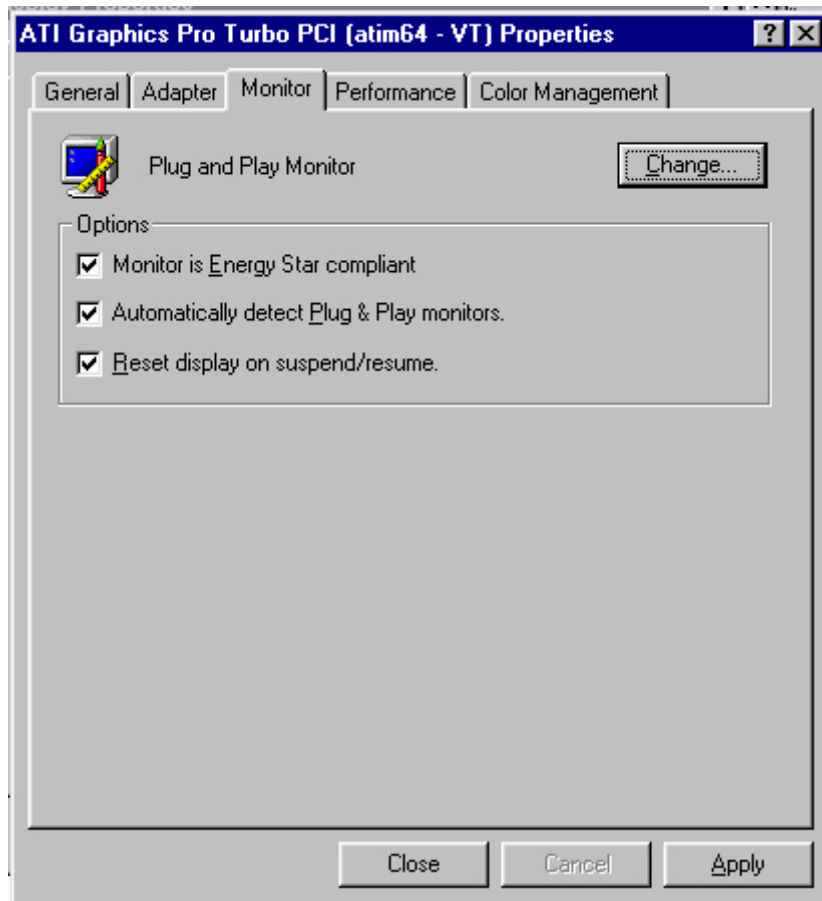 ATI Graphics Pro Turbo PCI (atim64 - VT) Properties
General Adapter Monitor Performance Color Management
Plug and Play Monitor Change...
Options
Monitor is Energy Star compliant
Automatically detect Plug & Play monitors.
Reset display on suspend/resume.
Close Cancel Apply